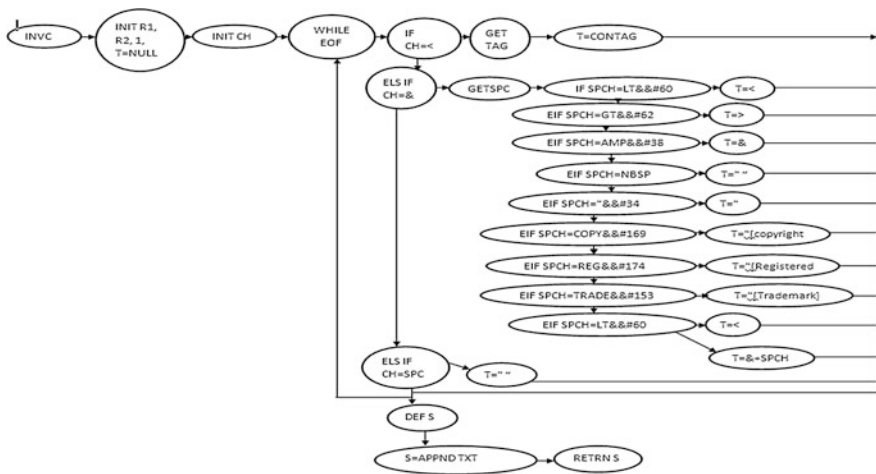 INVC
INIT R1,
R2, 1,
T=NULL
INIT CH
WHILE
EOF
IF
CH=<
GET
TAG
T=CONTAG
ELS IF
CH=&
GETSPC
IF SPCH=LT&&#60
T=<
EIF SPCH=GT&&#62
T=>
EIF SPCH=AMP&&#38
T=&
EIF SPCH=NBSP
T=" "
EIF SPCH="&&#34
T="
EIF SPCH=COPY&&#169
T=~[copyright
EIF SPCH=REG&&#174
T=~[Registered
EIF SPCH=TRADE&&#153
T=~[Trademark]
EIF SPCH=LT&&#60
T=<
T=&+SPCH
ELS IF
CH=SPC
T=" "
DEF S
S=APPND TXT
RETRN S